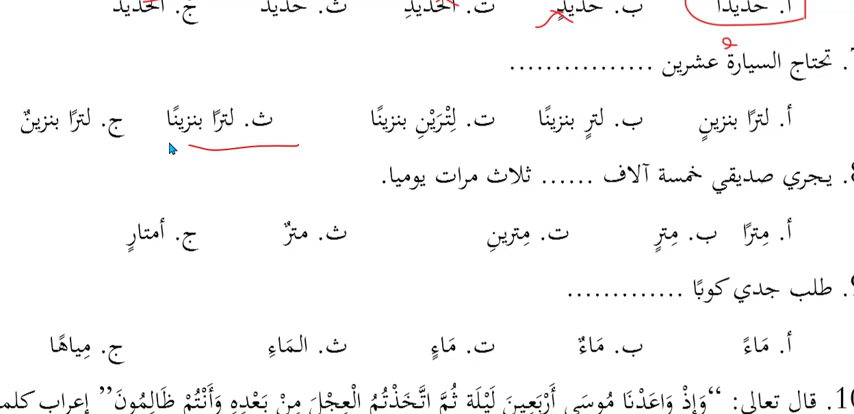 أ. حديدًا ب. حديدٍ ت. الحديدِ ث. حديد ج. الحديد
7. تحتاج السيارة عشرين ................
أ. لترًا بنزينٍ ب. لترٍ بنزينًا ت. لِتْرَيْنِ بنزينًا ث. لترًا بنزينًا ج. لترًا بنزينٌ
8. يجري صديقي خمسة آلاف ...... ثلاث مرات يوميا.
أ. مِترًا ب. مِترٍ ت. مِترينِ ث. مترٌ ج. أمتارٍ
9. طلب جدي كوبًا .............
أ. مَاءً ب. مَاءٌ ت. مَاءٍ ث. المَاءِ ج. مِياهًا
10. قال تعالى: “وَإِذْ وَاعَدْنَا مُوسَى أَرْبَعِينَ لَيْلَة ثُمَّ اتَّخَذْتُمُ الْعِجْلَ مِنْ بَعْدِهِ وَأَنْتُمْ ظَالِمُونَ” إعراب